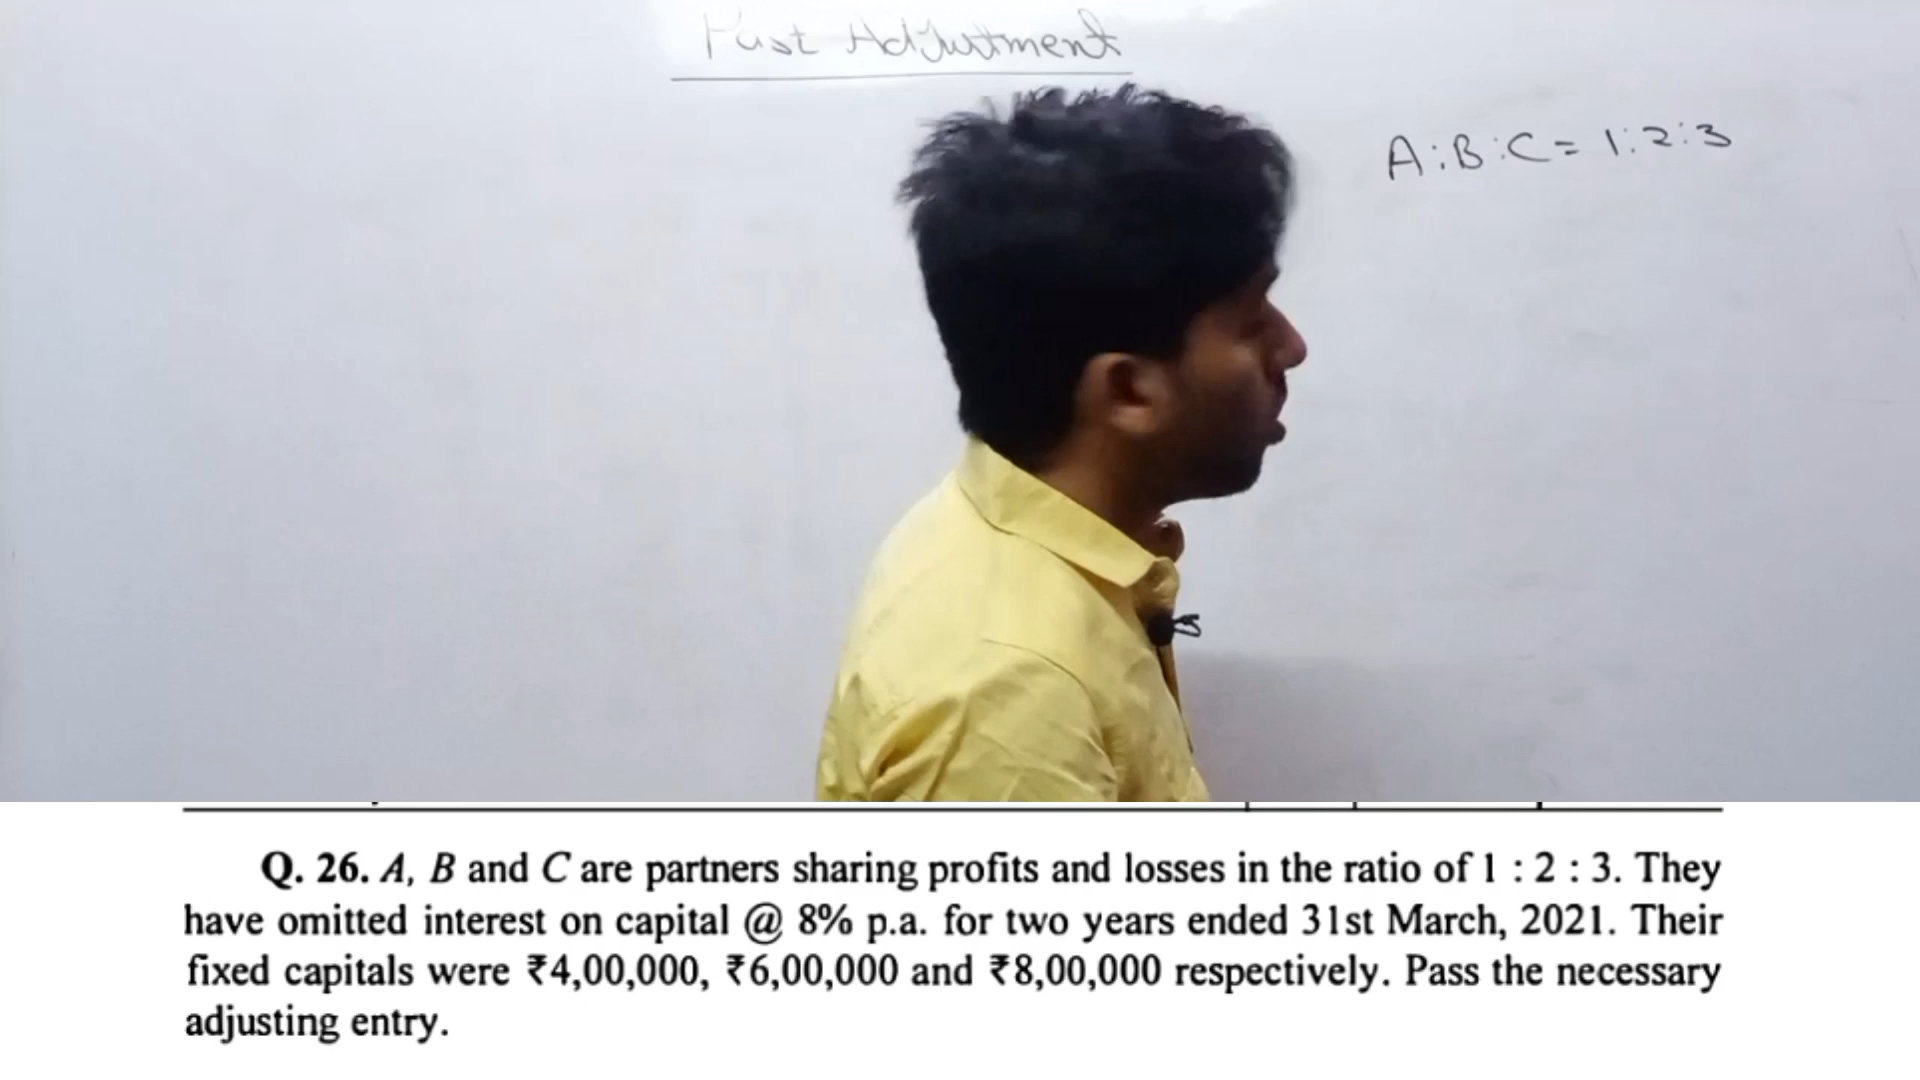 Past Adjustment
A:B:C = 1:2:3
Q. 26. A, B and C are partners sharing profits and losses in the ratio of 1 : 2 : 3. They
have omitted interest on capital @ 8% p.a. for two years ended 31st March, 2021. Their
fixed capitals were ₹4,00,000, ₹6,00,000 and ₹8,00,000 respectively. Pass the necessary
adjusting entry.